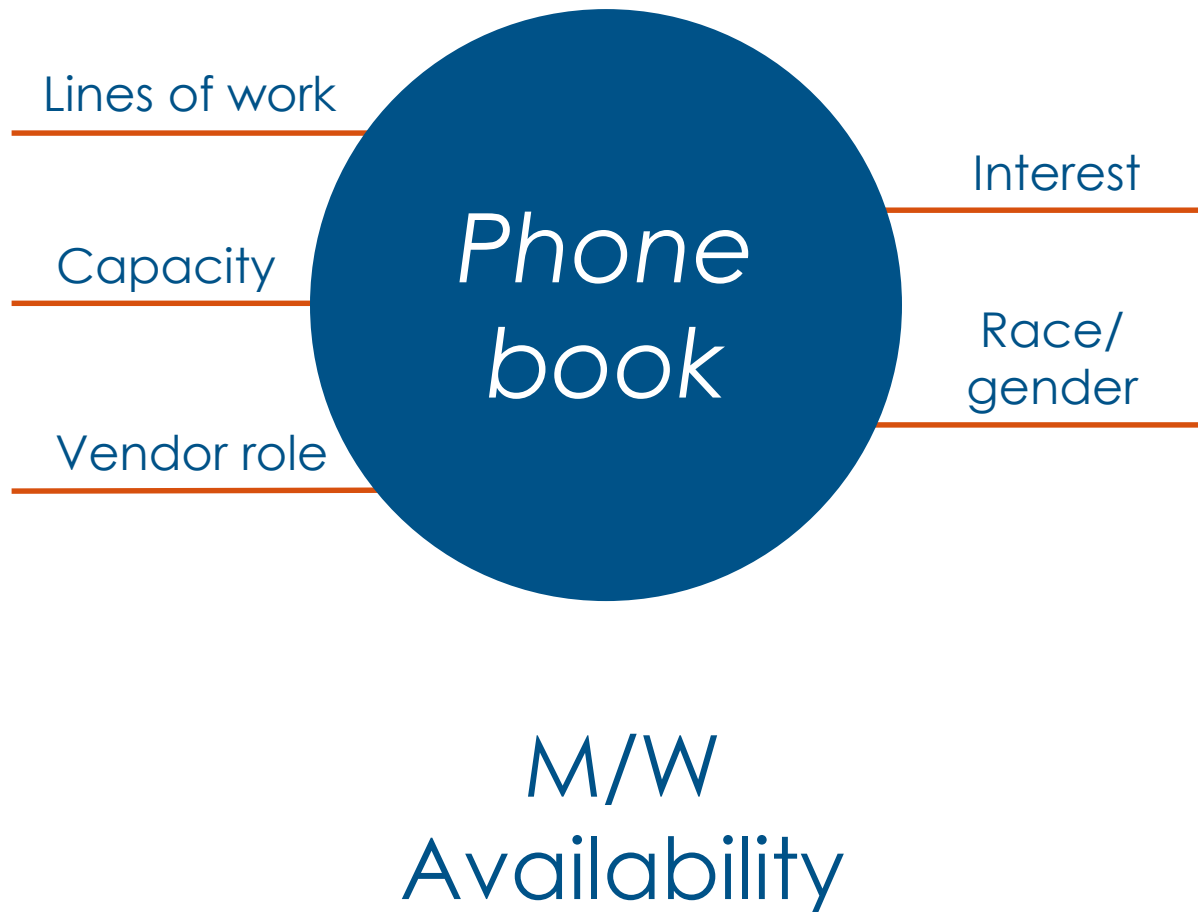 Lines of work
Capacity
Vendor role
Phone
book
Interest
Race/
gender
M/W
Availability